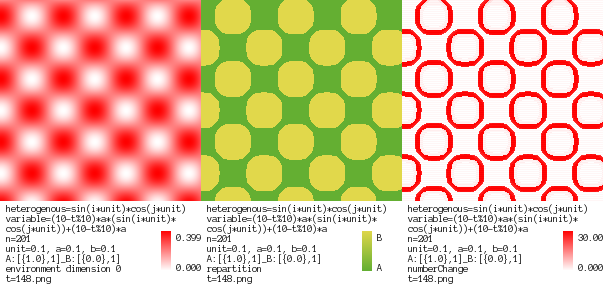 heterogenous=sin(i*unit)*cos(j*unit)
variable=(10-t%10)*a*(sin(i*unit)*
cos(j*unit))+(10-t%10)*a
n=201
unit=0.1, a=0.1, b=0.1
A:[{1.0},1]_B:[{0.0},1]
environment dimension 0
t=148.png
0.399
0.000
heterogenous=sin(i*unit)*cos(j*unit)
variable=(10-t%10)*a*(sin(i*unit)*
cos(j*unit))+(10-t%10)*a
n=201
unit=0.1, a=0.1, b=0.1
A:[{1.0},1]_B:[{0.0},1]
repartition
t=148.png
B
A
heterogenous=sin(i*unit)*cos(j*unit)
variable=(10-t%10)*a*(sin(i*unit)*
cos(j*unit))+(10-t%10)*a
n=201
unit=0.1, a=0.1, b=0.1
A:[{1.0},1]_B:[{0.0},1]
numberChange
t=148.png
30.00
0.000